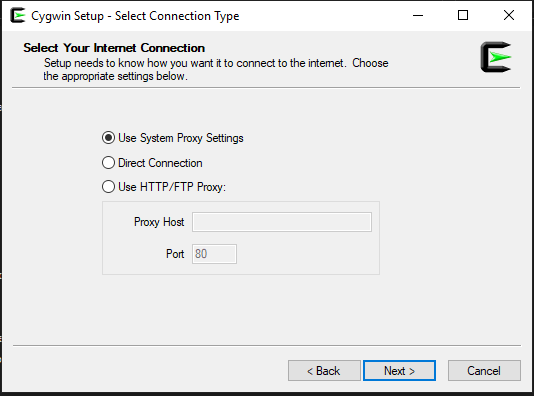 Cygwin Setup - Select Connection Type
Select Your Internet Connection
Setup needs to know how you want it to connect to the internet. Choose
the appropriate settings below.
Use System Proxy Settings
Direct Connection
Use HTTP/FTP Proxy:
Proxy Host
Port 80
< Back Next > Cancel